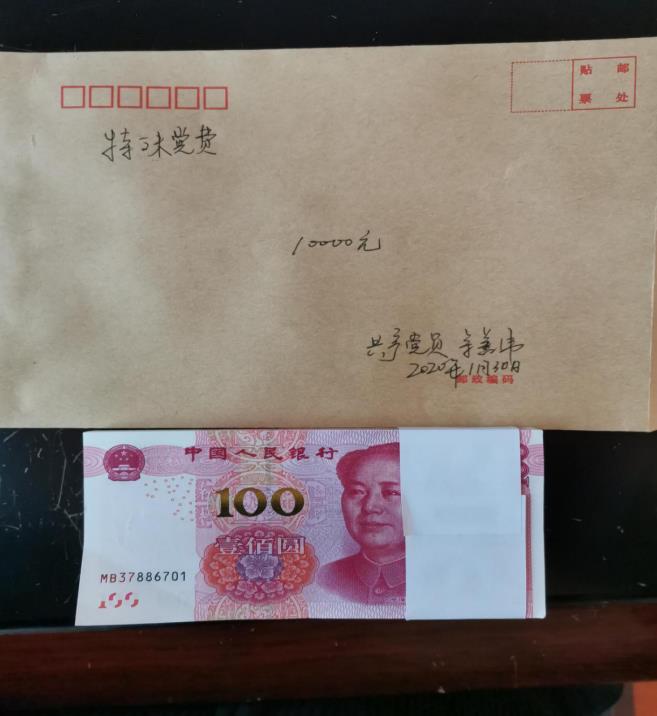 贴 邮
票 处
特殊党费
10000元
共产党员
2020年1月30日
邮政编码
中国人民银行
100
壹佰圆
MB37886701
100